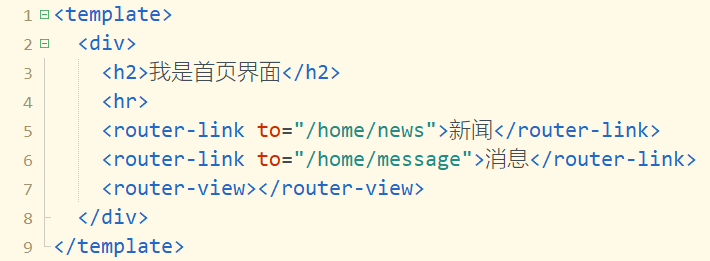 1 <template>
2 <div>
3 <h2>我是首页界面</h2>
4 <hr>
5 <router-link to="/home/news">新闻</router-link>
6 <router-link to="/home/message">消息</router-link>
7 <router-view></router-view>
8 </div>
9 </template>